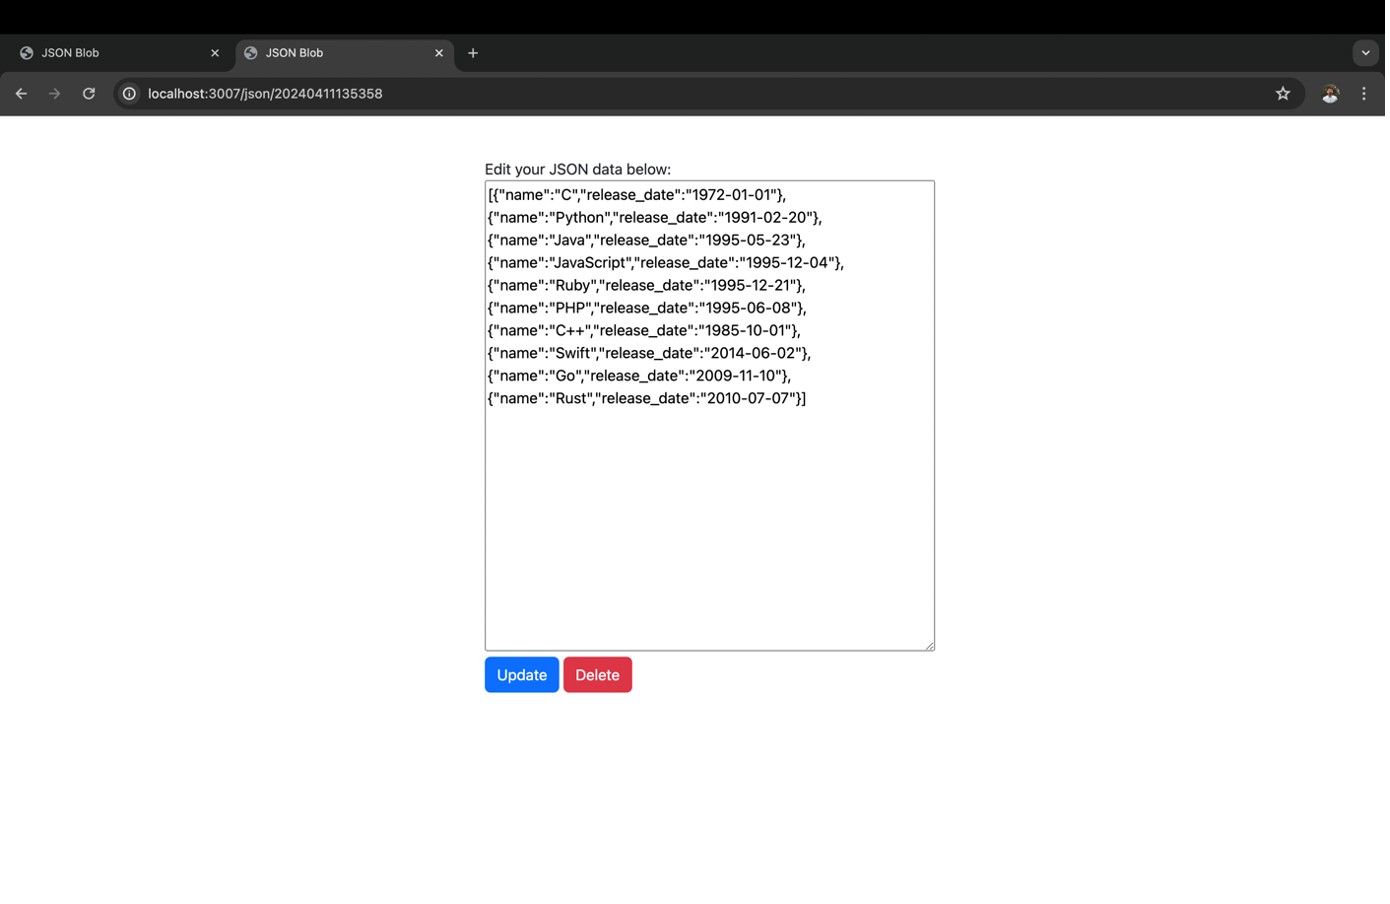 JSON Blob
JSON Blob
localhost:3007/json/20240411135358
Edit your JSON data below:
[{"name":"C","release_date":"1972-01-01"},
{"name":"Python","release_date":"1991-02-20"},
{"name":"Java","release_date":"1995-05-23"},
{"name":"JavaScript","release_date":"1995-12-04"},
{"name":"Ruby","release_date":"1995-12-21"},
{"name":"PHP","release_date":"1995-06-08"},
{"name":"C++","release_date":"1985-10-01"},
{"name":"Swift","release_date":"2014-06-02"},
{"name":"Go","release_date":"2009-11-10"},
{"name":"Rust","release_date":"2010-07-07"}]
Update Delete